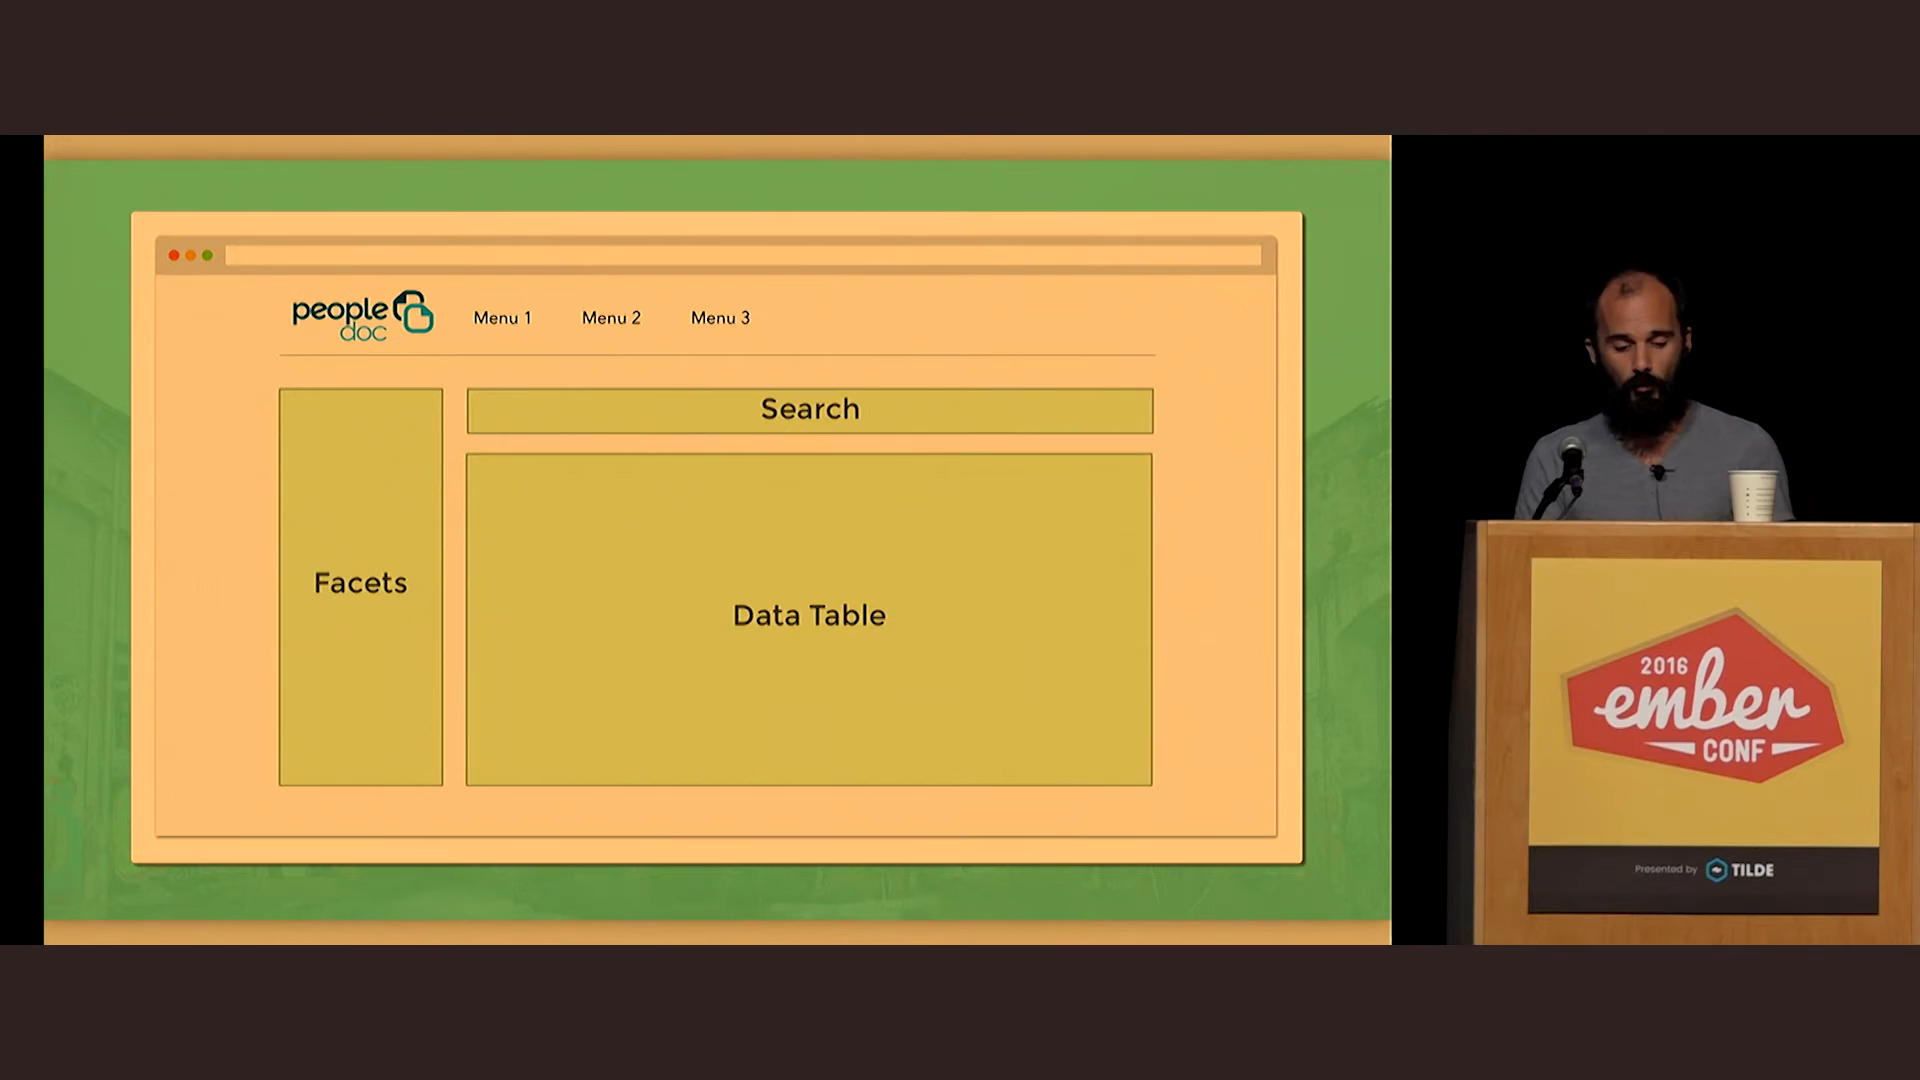 people
doc
Menu 1
Menu 2
Menu 3
Search
Facets
Data Table
2016
ember
CONF
Presented by TILDE